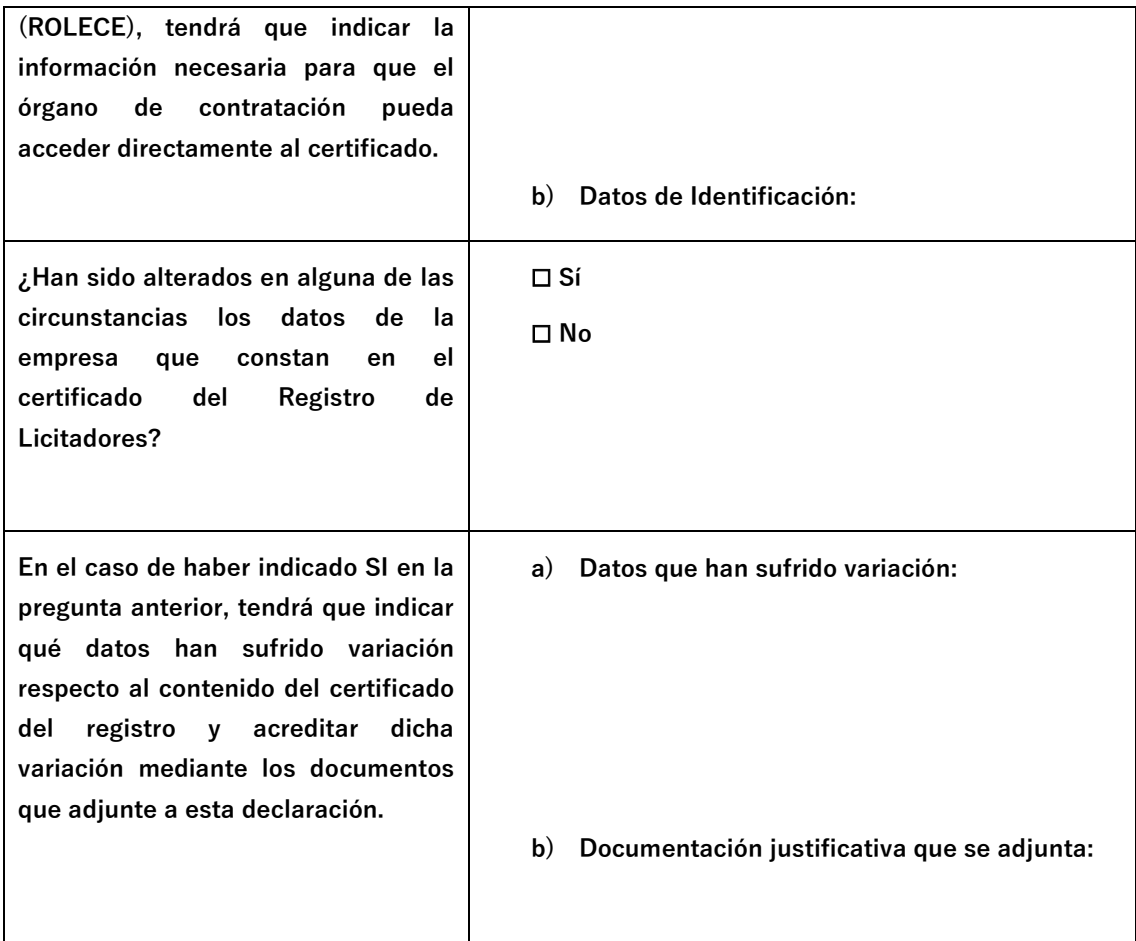 (ROLECE), tendrá que indicar la
información necesaria para que el
órgano de contratación pueda
acceder directamente al certificado.
b) Datos de Identificación:
¿Han sido alterados en alguna de las
circunstancias los datos de la
empresa que constan en el
certificado del Registro de
Licitadores?
☐ Sí
☐ No
En el caso de haber indicado SI en la
pregunta anterior, tendrá que indicar
qué datos han sufrido variación
respecto al contenido del certificado
del registro y acreditar dicha
variación mediante los documentos
que adjunte a esta declaración.
a) Datos que han sufrido variación:
b) Documentación justificativa que se adjunta: